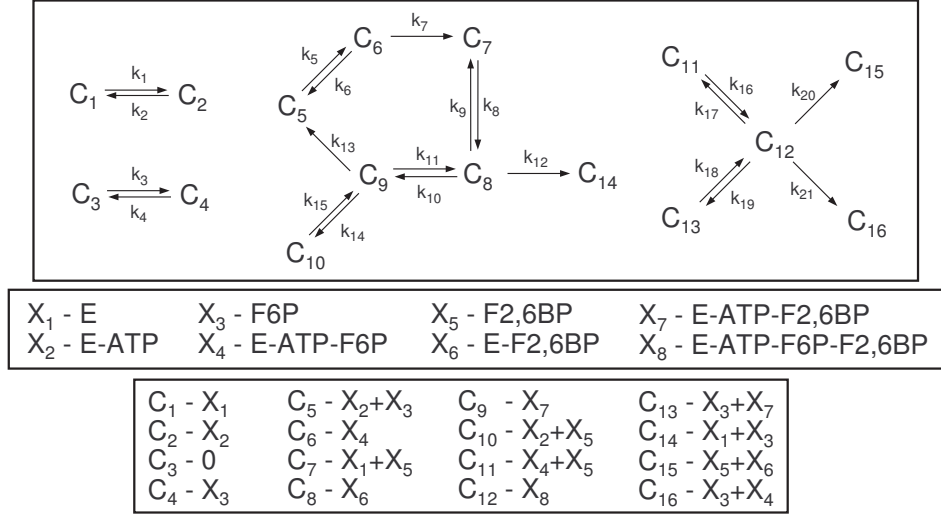 C1 k1 k2 C2
C3 k3 k4 C4
C6 k7 C7
k5 k6
C5
k9 k8
k13
C9 k11 k10 C8 k12 C14
k15 k14
C10
C11 k16 k17
C15
k20
C12
k18 k19
k21
C13 C16
X1 - E X3 - F6P X5 - F2,6BP X7 - E-ATP-F2,6BP
X2 - E-ATP X4 - E-ATP-F6P X6 - E-F2,6BP X8 - E-ATP-F6P-F2,6BP
C1 - X1 C5 - X2+X3 C9 - X7 C13 - X3+X7
C2 - X2 C6 - X4 C10 - X2+X5 C14 - X1+X3
C3 - 0 C7 - X1+X5 C11 - X4+X5 C15 - X5+X6
C4 - X3 C8 - X6 C12 - X8 C16 - X3+X4